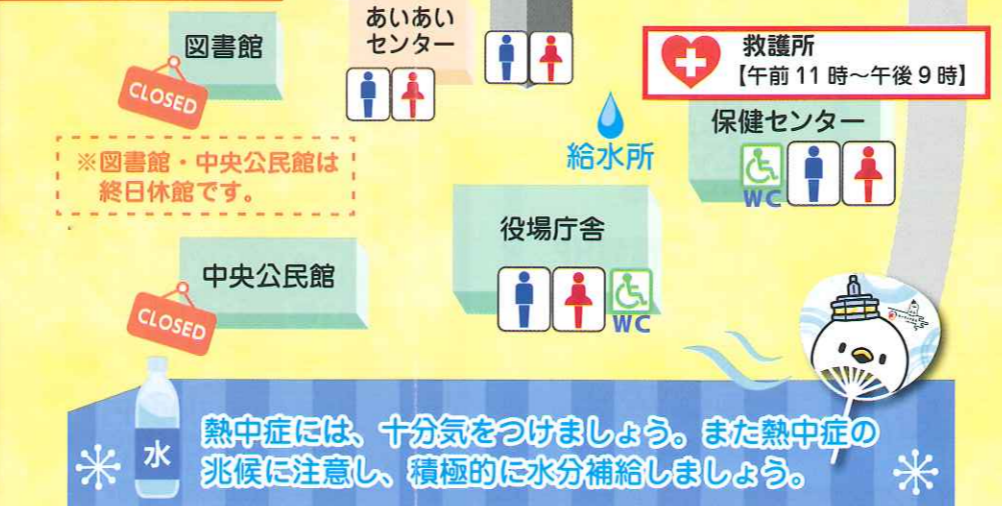 図書館
CLOSED
あいあい
センター
救護所
【午前 11 時〜午後 9 時】
保健センター
WC
給水所
※図書館・中央公民館は
終日休館です。
役場庁舎
WC
中央公民館
CLOSED
水
熱中症には、十分気をつけましょう。また熱中症の
兆候に注意し、積極的に水分補給しましょう。